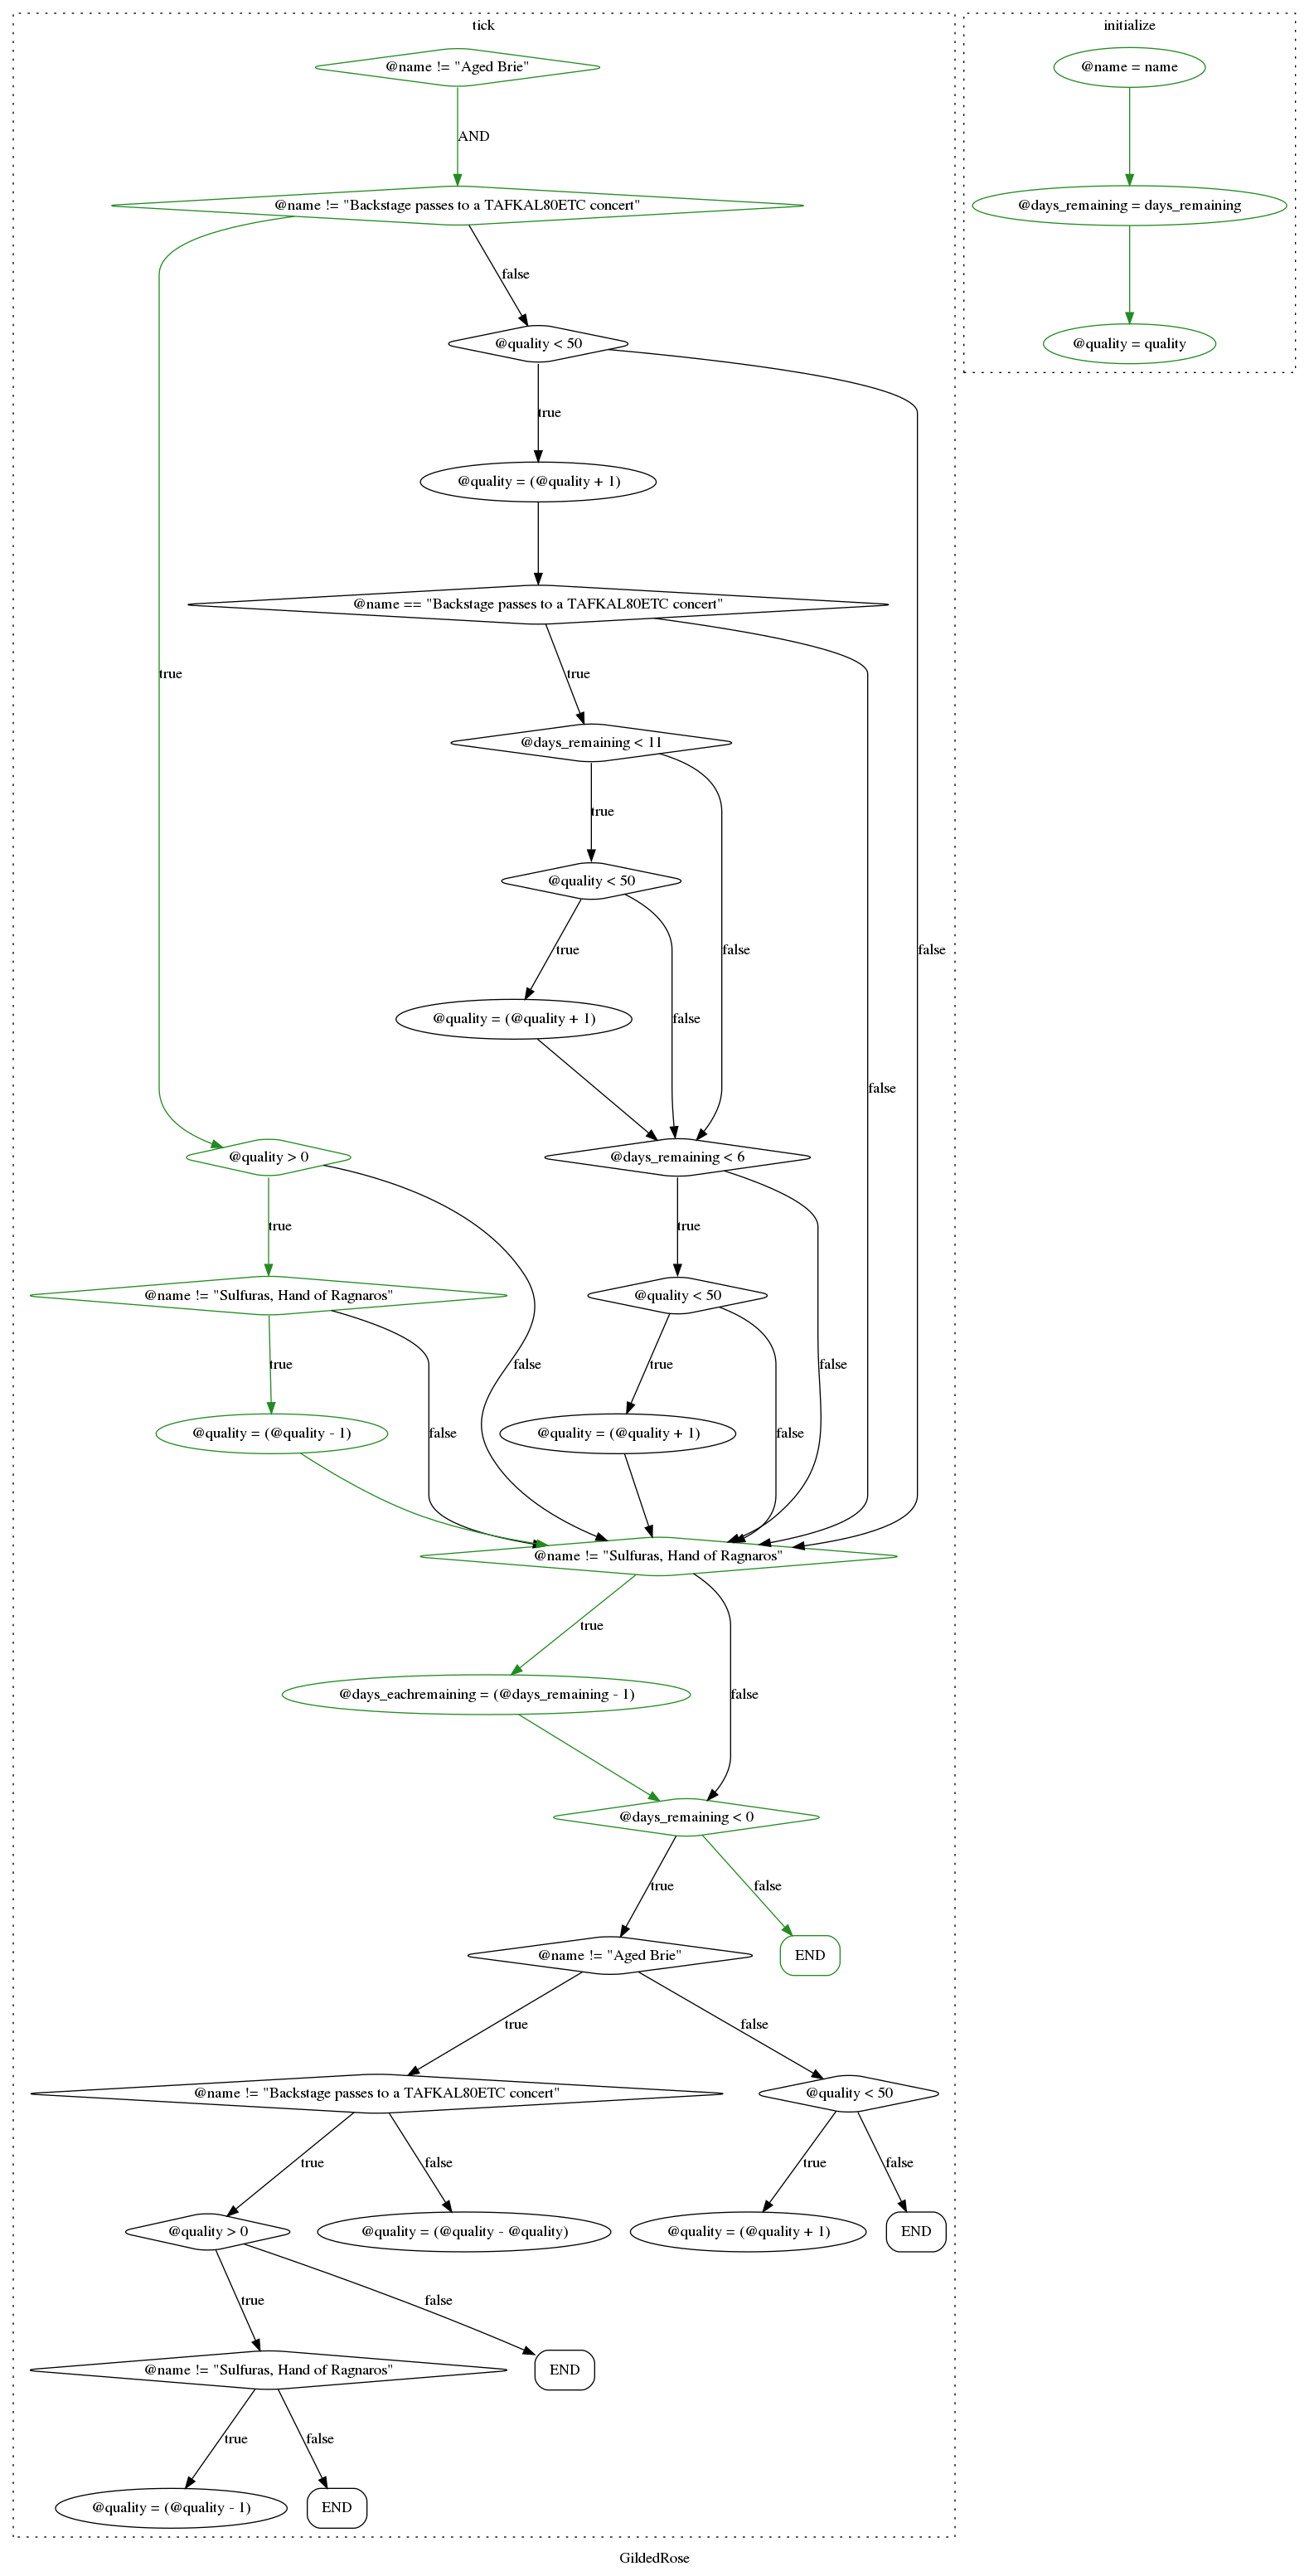 tick
initialize
@name != "Aged Brie"
@name = name
AND
@name != "Backstage passes to a TAFKAL80ETC concert"
@days_remaining = days_remaining
false
@quality < 50
@quality = quality
true
@quality = (@quality + 1)
@name == "Backstage passes to a TAFKAL80ETC concert"
true
true
@days_remaining < 11
true
@quality < 50
true
false
false
@quality = (@quality + 1)
false
false
@quality > 0
@days_remaining < 6
true
true
@name != "Sulfuras, Hand of Ragnaros"
@quality < 50
true
false
true
false
@quality = (@quality - 1)
false
@quality = (@quality + 1)
false
@name != "Sulfuras, Hand of Ragnaros"
true
@days_eachremaining = (@days_remaining - 1)
false
@days_remaining < 0
true
false
@name != "Aged Brie"
END
true
false
@name != "Backstage passes to a TAFKAL80ETC concert"
@quality < 50
true
false
true
false
@quality > 0
@quality = (@quality - @quality)
@quality = (@quality + 1)
END
true
false
@name != "Sulfuras, Hand of Ragnaros"
END
true
false
@quality = (@quality - 1)
END
GildedRose